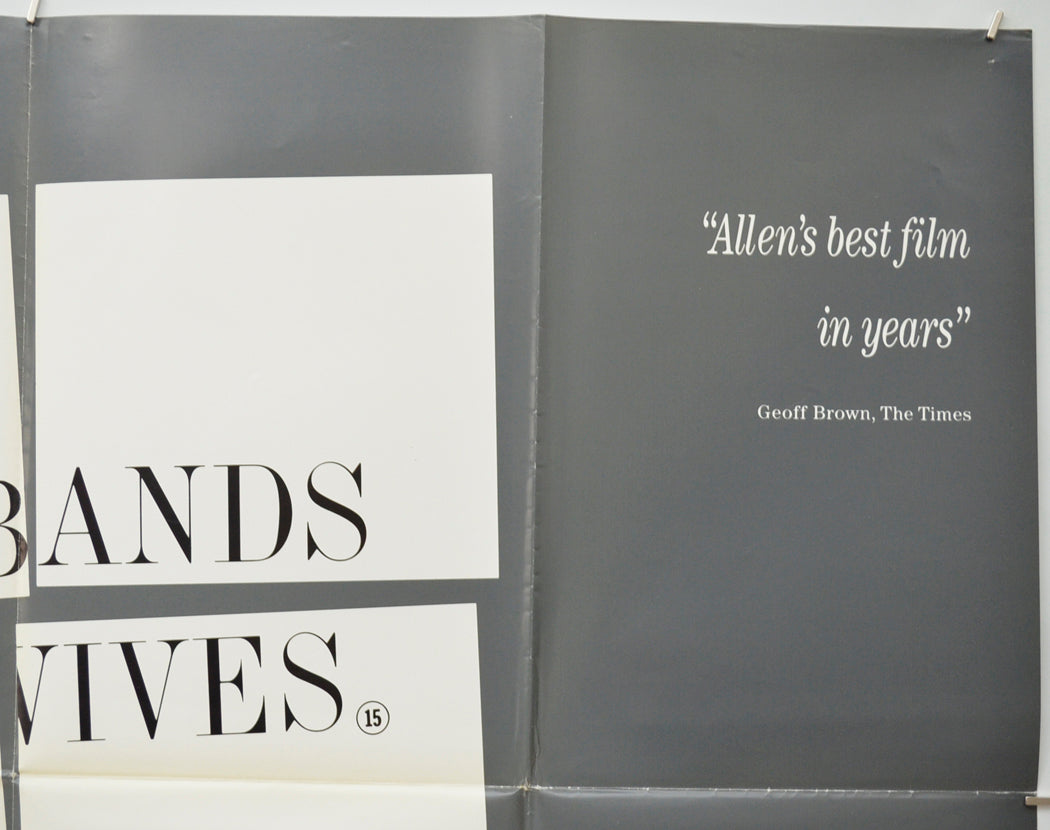 BANDS
WIVES.
15
“Allen’s best film
in years”
Geoff Brown, The Times